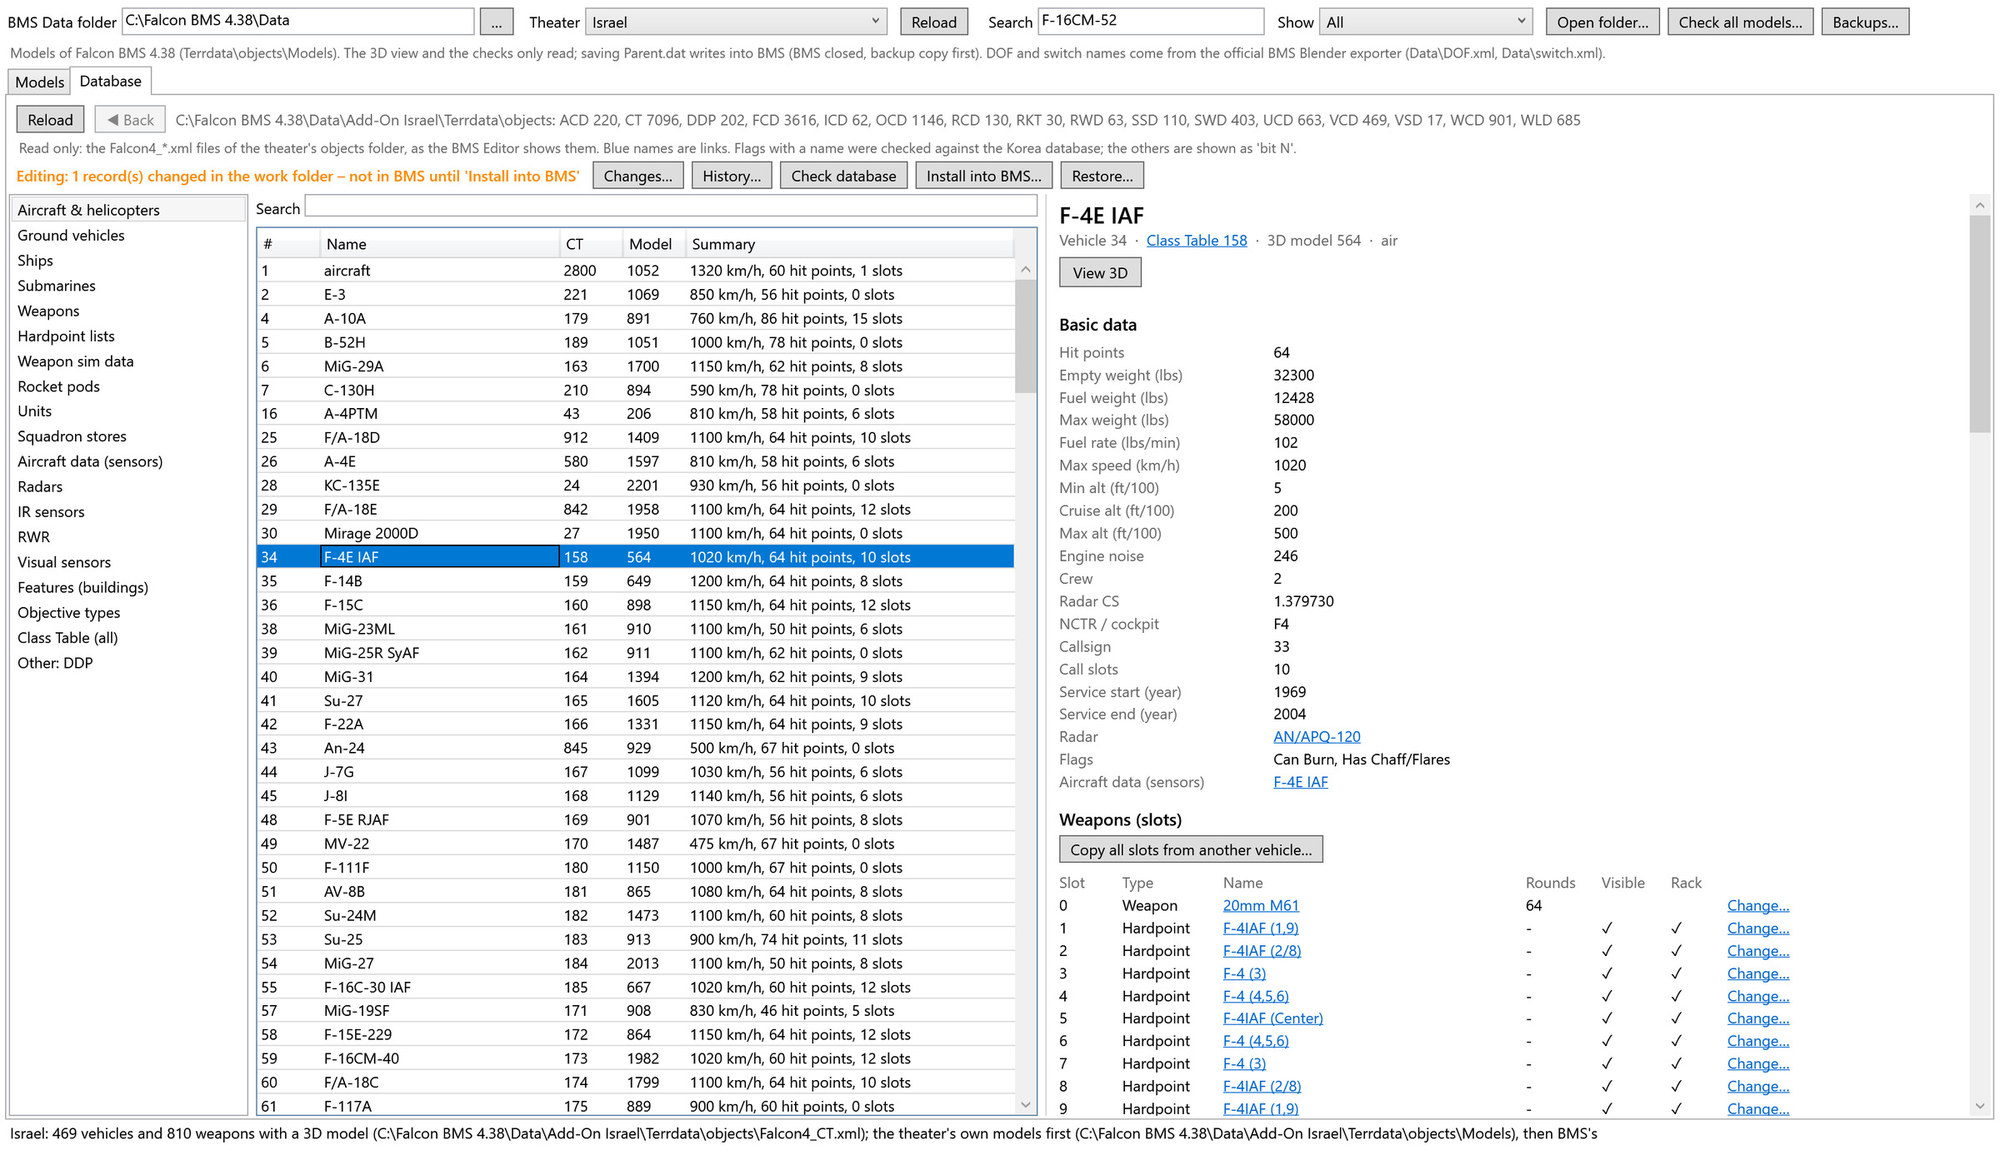 BMS Data folder C:\Falcon BMS 4.38\Data ... Theater Israel Reload Search F-16CM-52 Show All Open folder... Check all models... Backups...
Models of Falcon BMS 4.38 (Terrdata\objects\Models). The 3D view and the checks only read; saving Parent.dat writes into BMS (BMS closed, backup copy first). DOF and switch names come from the official BMS Blender exporter (Data\DOF.xml, Data\switch.xml).
Models Database
Reload ◀ Back C:\Falcon BMS 4.38\Data\Add-On Israel\Terrdata\objects: ACD 220, CT 7096, DDP 202, FCD 3616, ICD 62, OCD 1146, RCD 130, RKT 30, RWD 63, SSD 110, SWD 403, UCD 663, VCD 469, VSD 17, WCD 901, WLD 685
Read only: the Falcon4_*.xml files of the theater's objects folder, as the BMS Editor shows them. Blue names are links. Flags with a name were checked against the Korea database; the others are shown as 'bit N'.
Editing: 1 record(s) changed in the work folder – not in BMS until 'Install into BMS' Changes... History... Check database Install into BMS... Restore...
Aircraft & helicopters
Ground vehicles
Ships
Submarines
Weapons
Hardpoint lists
Weapon sim data
Rocket pods
Units
Squadron stores
Aircraft data (sensors)
Radars
IR sensors
RWR
Visual sensors
Features (buildings)
Objective types
Class Table (all)
Other: DDP
Search
# Name CT Model Summary
1 aircraft 2800 1052 1320 km/h, 60 hit points, 1 slots
2 E-3 221 1069 850 km/h, 56 hit points, 0 slots
4 A-10A 179 891 760 km/h, 86 hit points, 15 slots
5 B-52H 189 1051 1000 km/h, 78 hit points, 0 slots
6 MiG-29A 163 1700 1150 km/h, 62 hit points, 8 slots
7 C-130H 210 894 590 km/h, 78 hit points, 0 slots
16 A-4PTM 43 206 810 km/h, 58 hit points, 6 slots
25 F/A-18D 912 1409 1100 km/h, 64 hit points, 10 slots
26 A-4E 580 1597 810 km/h, 58 hit points, 6 slots
28 KC-135E 24 2201 930 km/h, 56 hit points, 0 slots
29 F/A-18E 842 1958 1100 km/h, 64 hit points, 12 slots
30 Mirage 2000D 27 1950 1100 km/h, 64 hit points, 0 slots
34 F-4E IAF 158 564 1020 km/h, 64 hit points, 10 slots
35 F-14B 159 649 1200 km/h, 64 hit points, 8 slots
36 F-15C 160 898 1150 km/h, 64 hit points, 12 slots
38 MiG-23ML 161 910 1100 km/h, 50 hit points, 6 slots
39 MiG-25R SyAF 162 911 1100 km/h, 62 hit points, 0 slots
40 MiG-31 164 1394 1200 km/h, 62 hit points, 9 slots
41 Su-27 165 1605 1120 km/h, 64 hit points, 10 slots
42 F-22A 166 1331 1150 km/h, 64 hit points, 9 slots
43 An-24 845 929 500 km/h, 67 hit points, 0 slots
44 J-7G 167 1099 1030 km/h, 56 hit points, 6 slots
45 J-8I 168 1129 1140 km/h, 56 hit points, 6 slots
48 F-5E RJAF 169 901 1070 km/h, 56 hit points, 8 slots
49 MV-22 170 1487 475 km/h, 67 hit points, 0 slots
50 F-111F 180 1150 1000 km/h, 67 hit points, 0 slots
51 AV-8B 181 865 1080 km/h, 64 hit points, 8 slots
52 Su-24M 182 1473 1100 km/h, 60 hit points, 8 slots
53 Su-25 183 913 900 km/h, 74 hit points, 11 slots
54 MiG-27 184 2013 1100 km/h, 50 hit points, 8 slots
55 F-16C-30 IAF 185 667 1020 km/h, 60 hit points, 12 slots
57 MiG-19SF 171 908 830 km/h, 46 hit points, 5 slots
58 F-15E-229 172 864 1150 km/h, 64 hit points, 12 slots
59 F-16CM-40 173 1982 1020 km/h, 60 hit points, 12 slots
60 F/A-18C 174 1799 1100 km/h, 64 hit points, 10 slots
61 F-117A 175 889 900 km/h, 60 hit points, 0 slots
F-4E IAF
Vehicle 34 · Class Table 158 · 3D model 564 · air
View 3D
Basic data
Hit points 64
Empty weight (lbs) 32300
Fuel weight (lbs) 12428
Max weight (lbs) 58000
Fuel rate (lbs/min) 102
Max speed (km/h) 1020
Min alt (ft/100) 5
Cruise alt (ft/100) 200
Max alt (ft/100) 500
Engine noise 246
Crew 2
Radar CS 1.379730
NCTR / cockpit F4
Callsign 33
Call slots 10
Service start (year) 1969
Service end (year) 2004
Radar AN/APQ-120
Flags Can Burn, Has Chaff/Flares
Aircraft data (sensors) F-4E IAF
Weapons (slots)
Copy all slots from another vehicle...
Slot Type Name Rounds Visible Rack
0 Weapon 20mm M61 64 Change...
1 Hardpoint F-4IAF (1,9) - ✓ ✓ Change...
2 Hardpoint F-4IAF (2/8) - ✓ ✓ Change...
3 Hardpoint F-4 (3) - ✓ ✓ Change...
4 Hardpoint F-4 (4,5,6) - ✓ ✓ Change...
5 Hardpoint F-4IAF (Center) - ✓ ✓ Change...
6 Hardpoint F-4 (4,5,6) - ✓ ✓ Change...
7 Hardpoint F-4 (3) - ✓ ✓ Change...
8 Hardpoint F-4IAF (2/8) - ✓ ✓ Change...
9 Hardpoint F-4IAF (1,9) - ✓ ✓ Change...
Israel: 469 vehicles and 810 weapons with a 3D model (C:\Falcon BMS 4.38\Data\Add-On Israel\Terrdata\objects\Falcon4_CT.xml); the theater's own models first (C:\Falcon BMS 4.38\Data\Add-On Israel\Terrdata\objects\Models), then BMS's